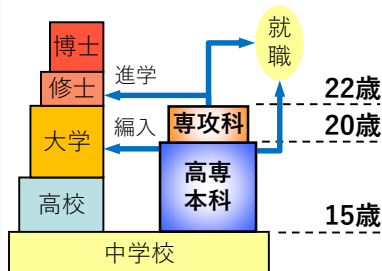 博士
修士
大学
高校
中学校
進学
編入
専攻科
高専
本科
就
職
22歳
20歳
15歳